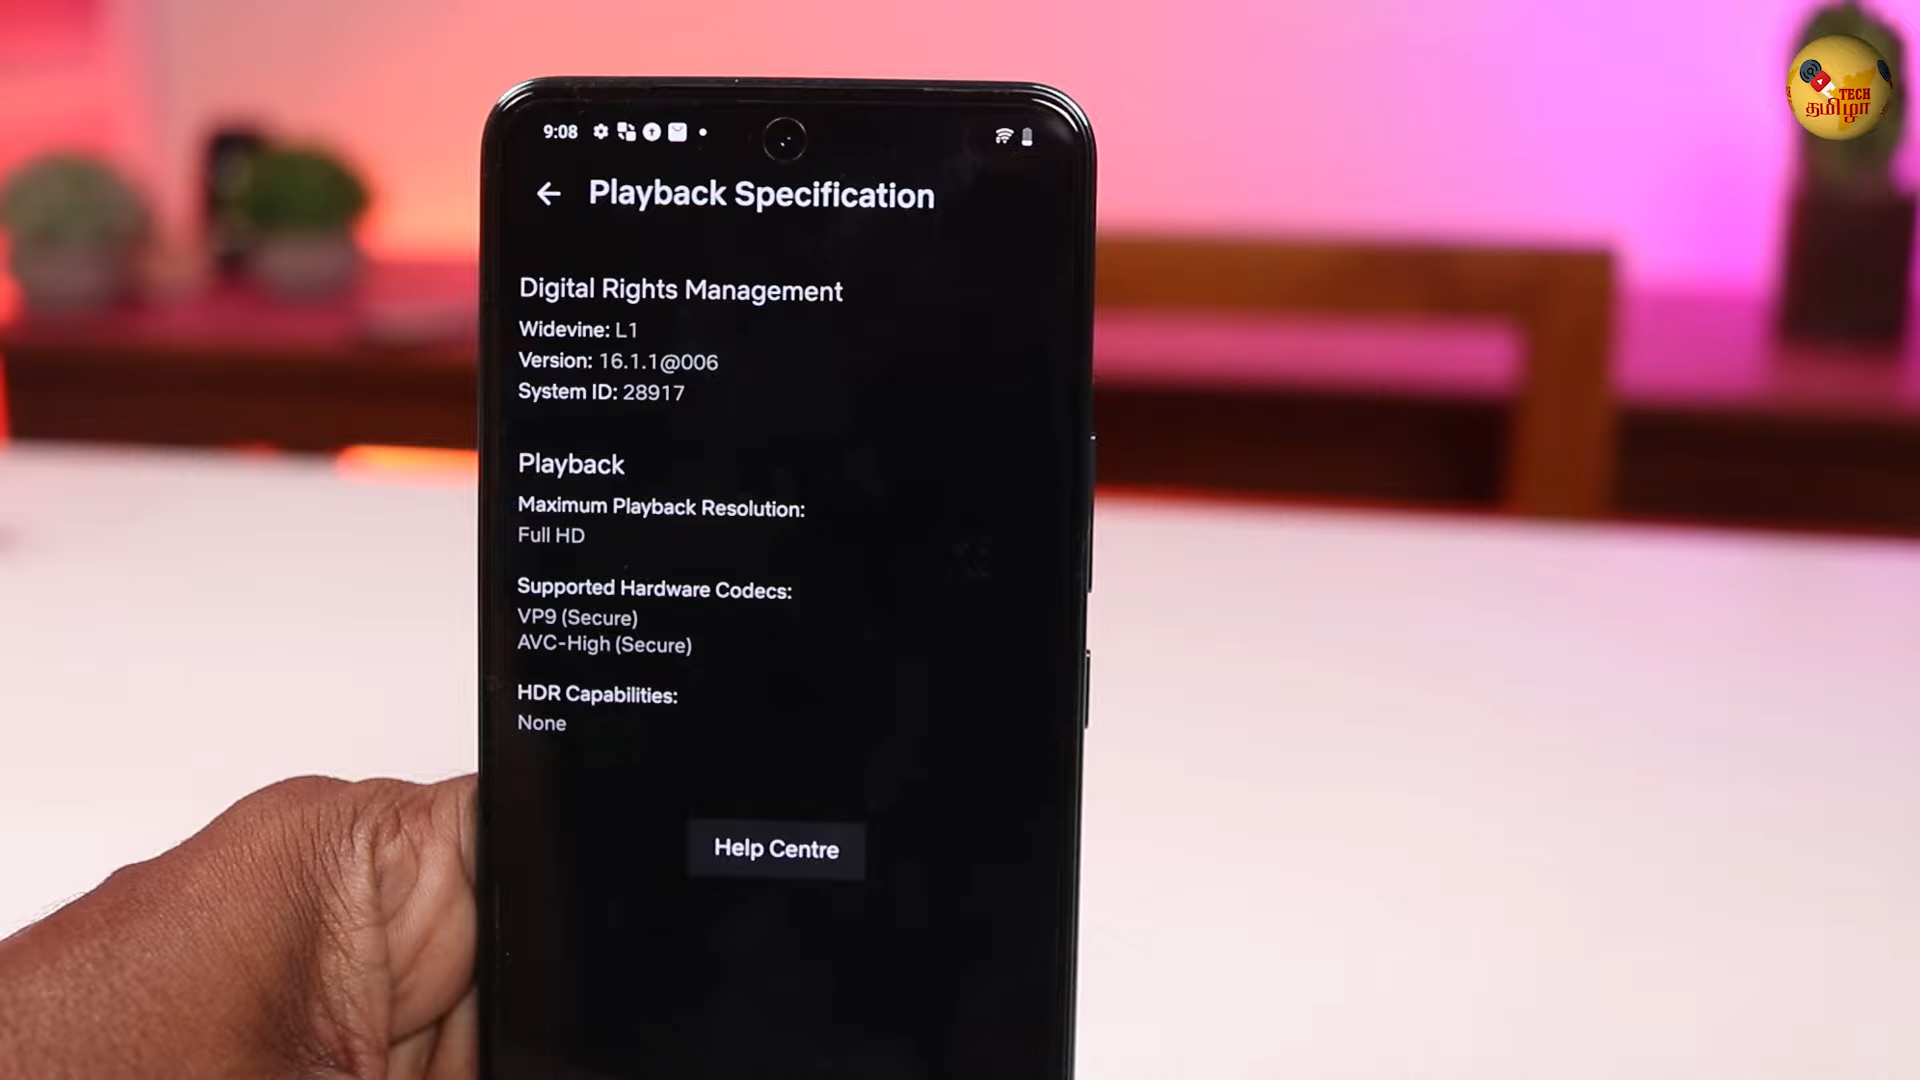 TECH
தமிழா
9:08
Playback Specification
Digital Rights Management
Widevine: L1
Version: 16.1.1@006
System ID: 28917
Playback
Maximum Playback Resolution:
Full HD
Supported Hardware Codecs:
VP9 (Secure)
AVC-High (Secure)
HDR Capabilities:
None
Help Centre